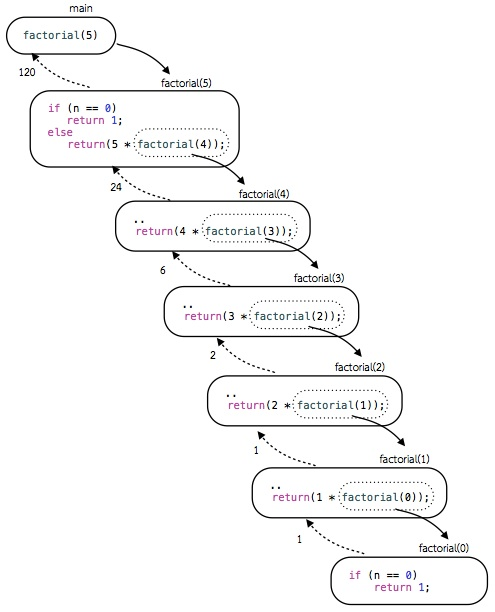 main
factorial(5)
120
factorial(5)
if (n == 0)
return 1;
else
return(5 * factorial(4));
24
factorial(4)
..
return(4 * factorial(3));
6
factorial(3)
..
return(3 * factorial(2));
2
factorial(2)
..
return(2 * factorial(1));
1
factorial(1)
..
return(1 * factorial(0));
1
factorial(0)
if (n == 0)
return 1;